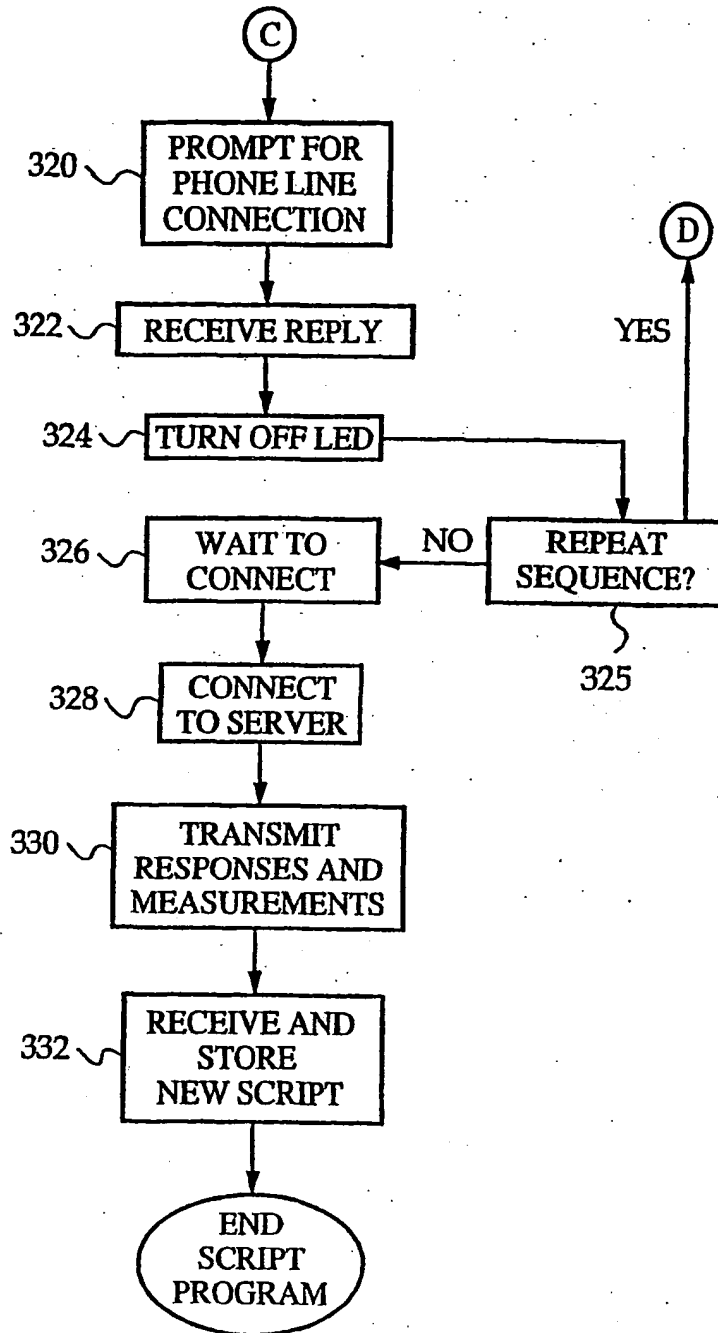 C
320
PROMPT FOR
PHONE LINE
CONNECTION
D
322
RECEIVE REPLY
YES
324
TURN OFF LED
326
WAIT TO
CONNECT
NO
REPEAT
SEQUENCE?
325
328
CONNECT
TO SERVER
330
TRANSMIT
RESPONSES AND
MEASUREMENTS
332
RECEIVE AND
STORE
NEW SCRIPT
END
SCRIPT
PROGRAM